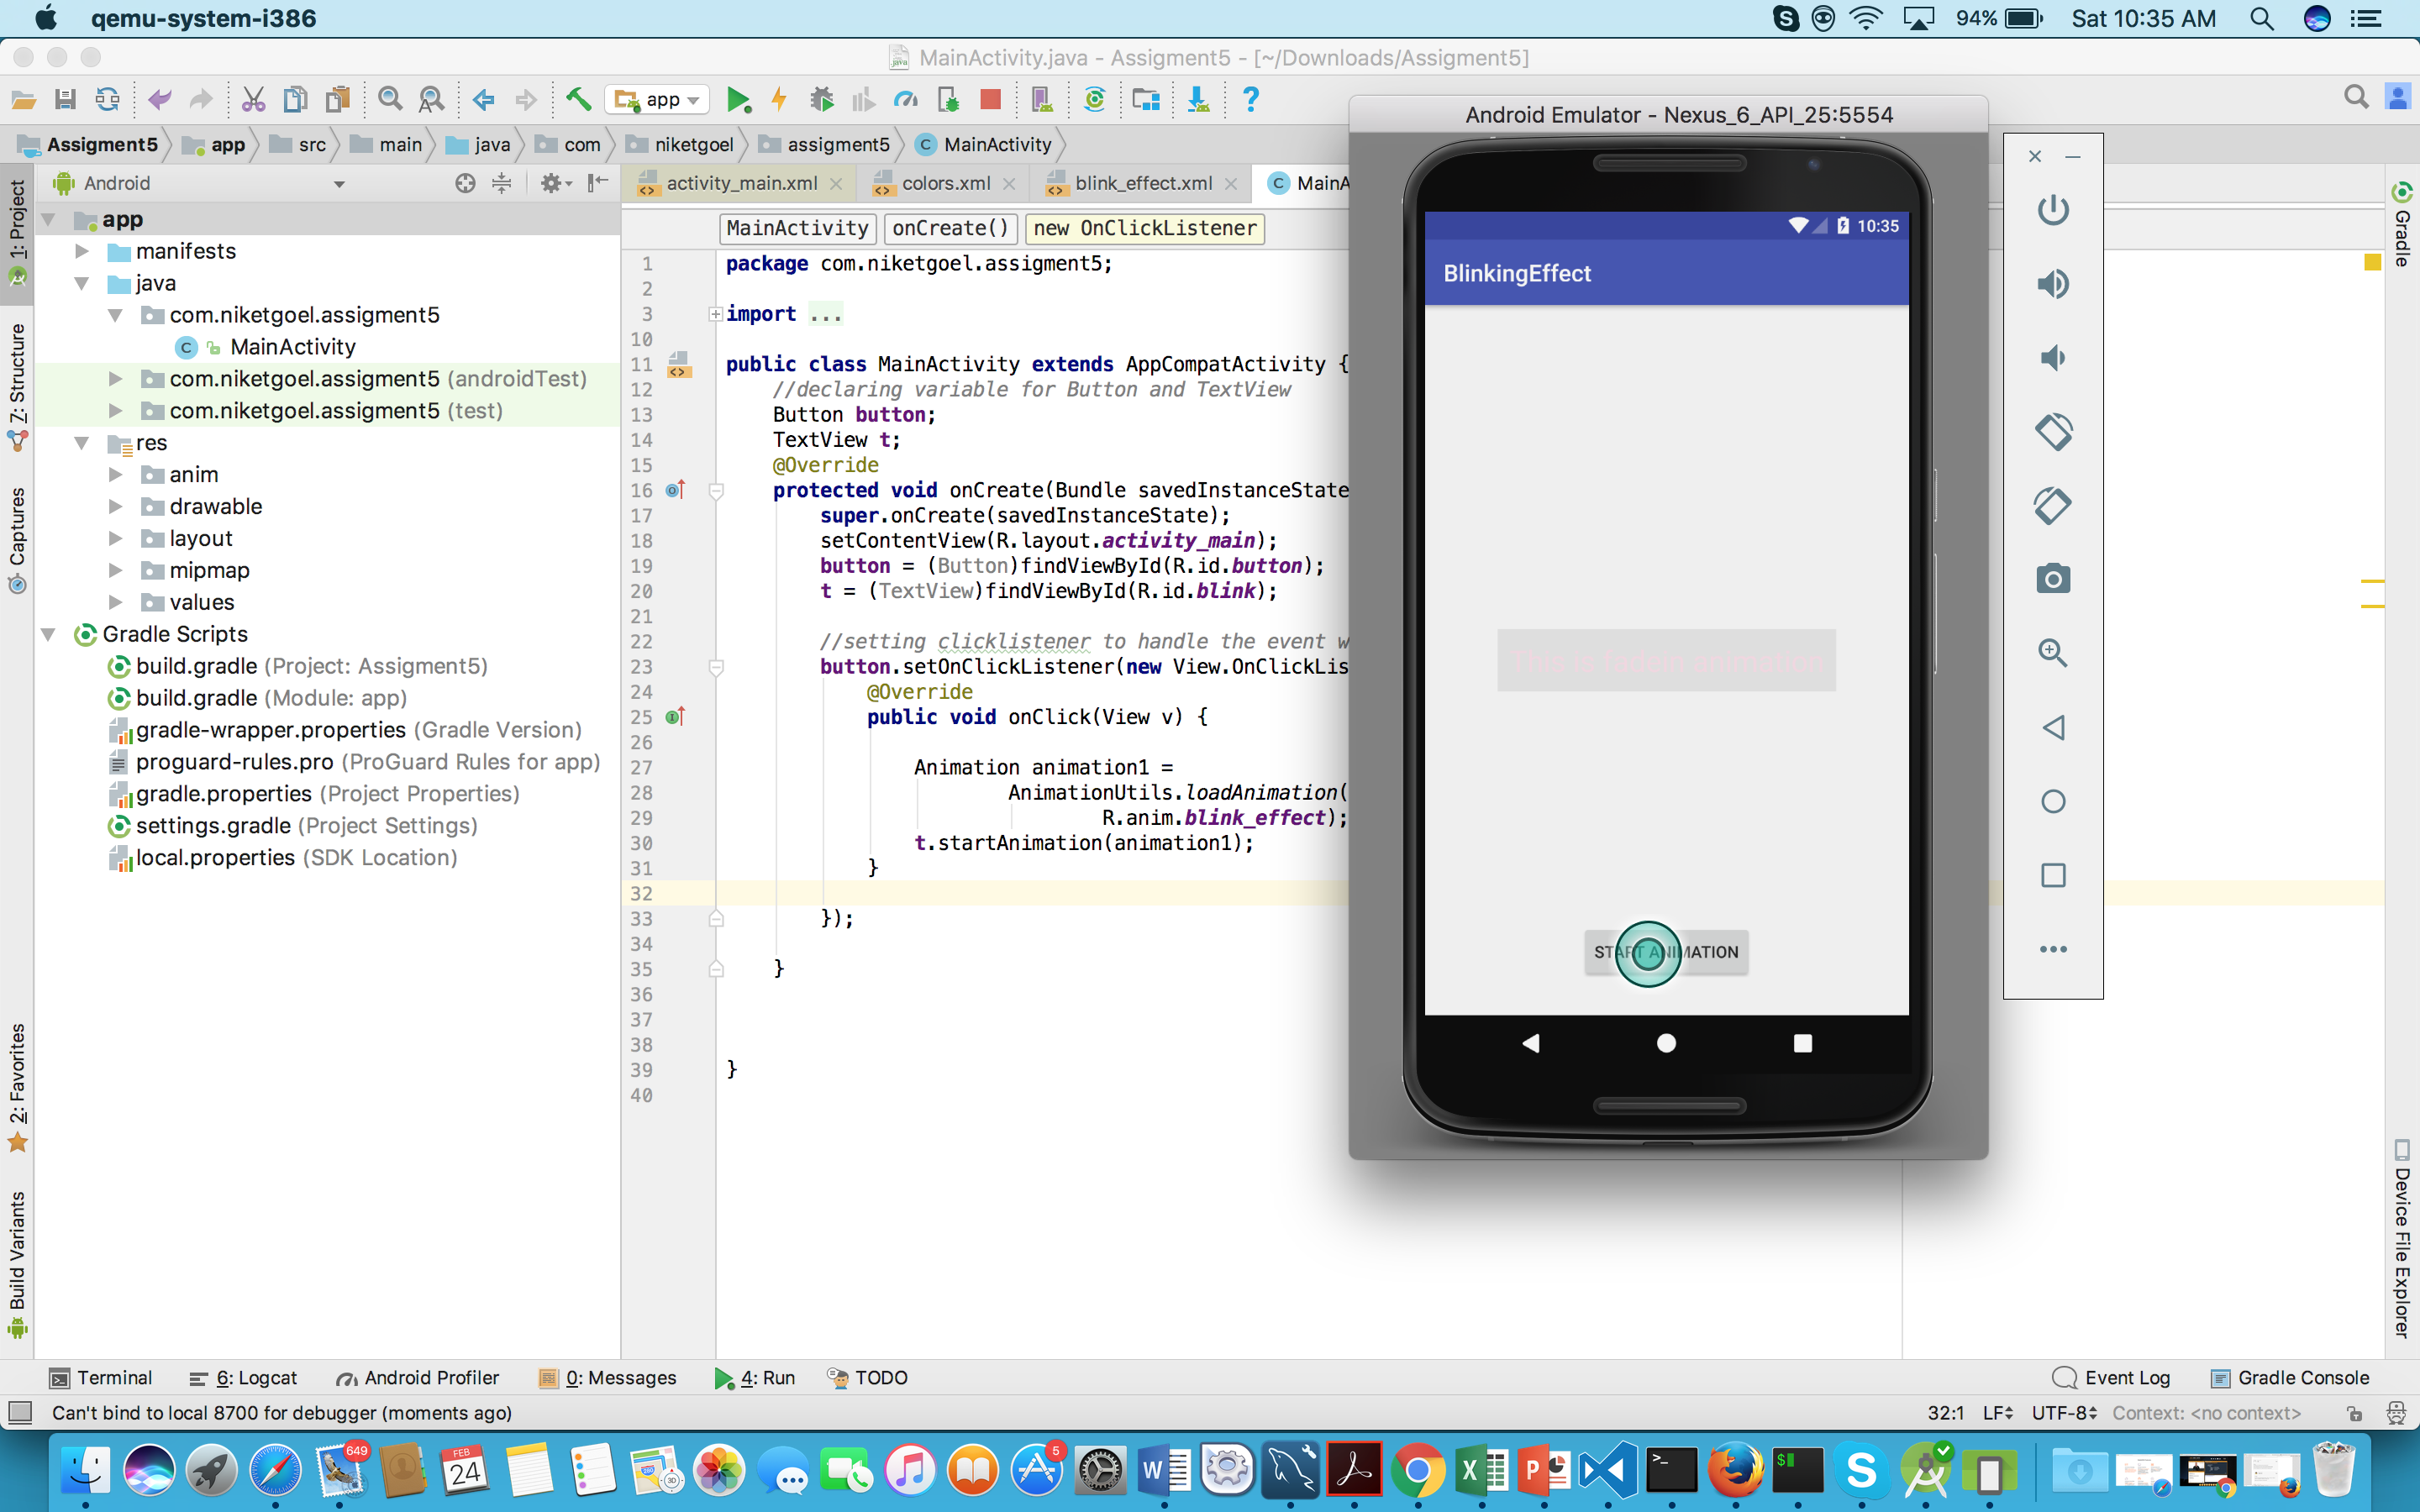 qemu-system-i386
94%
Sat 10:35 AM
MainActivity.java - Assigment5 - [~/Downloads/Assigment5]
app
Assigment5
app
src
main
java
com
niketgoel
assigment5
MainActivity
1: Project
7: Structure
Captures
2: Favorites
Build Variants
Android
app
manifests
java
com.niketgoel.assigment5
MainActivity
com.niketgoel.assigment5 (androidTest)
com.niketgoel.assigment5 (test)
res
anim
drawable
layout
mipmap
values
Gradle Scripts
build.gradle (Project: Assigment5)
build.gradle (Module: app)
gradle-wrapper.properties (Gradle Version)
proguard-rules.pro (ProGuard Rules for app)
gradle.properties (Project Properties)
settings.gradle (Project Settings)
local.properties (SDK Location)
activity_main.xml
colors.xml
blink_effect.xml
MainA
MainActivity
onCreate()
new OnClickListener
1 package com.niketgoel.assigment5;
2
3 import ...
10
11 public class MainActivity extends AppCompatActivity {
12 //declaring variable for Button and TextView
13 Button button;
14 TextView t;
15 @Override
16 protected void onCreate(Bundle savedInstanceState
17 super.onCreate(savedInstanceState);
18 setContentView(R.layout.activity_main);
19 button = (Button)findViewById(R.id.button);
20 t = (TextView)findViewById(R.id.blink);
21
22 //setting clicklistener to handle the event w
23 button.setOnClickListener(new View.OnClickLis
24 @Override
25 public void onClick(View v) {
26
27 Animation animation1 =
28 AnimationUtils.loadAnimation(
29 R.anim.blink_effect);
30 t.startAnimation(animation1);
31 }
32
33 });
34
35 }
36
37
38
39 }
40
Android Emulator - Nexus_6_API_25:5554
10:35
BlinkingEffect
This is fadian animation
START ANIMATION
Gradle
Device File Explorer
Terminal
6: Logcat
Android Profiler
0: Messages
4: Run
TODO
Event Log
Gradle Console
Can't bind to local 8700 for debugger (moments ago)
32:1
LF
UTF-8
Context: <no context>
649
FEB
24
5